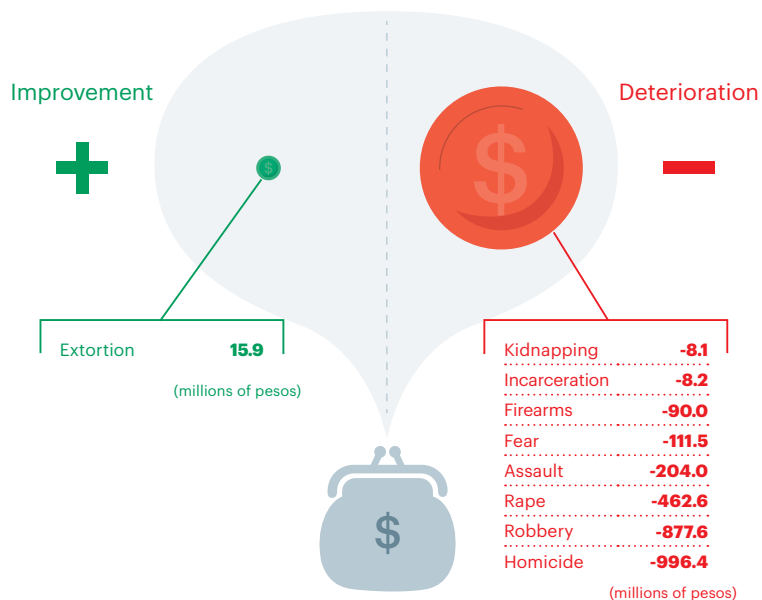 Improvement
Deterioration
$
$
Extortion 15.9
(millions of pesos)
Kidnapping -8.1
Incarceration -8.2
Firearms -90.0
Fear -111.5
Assault -204.0
Rape -462.6
Robbery -877.6
Homicide -996.4
(millions of pesos)
$